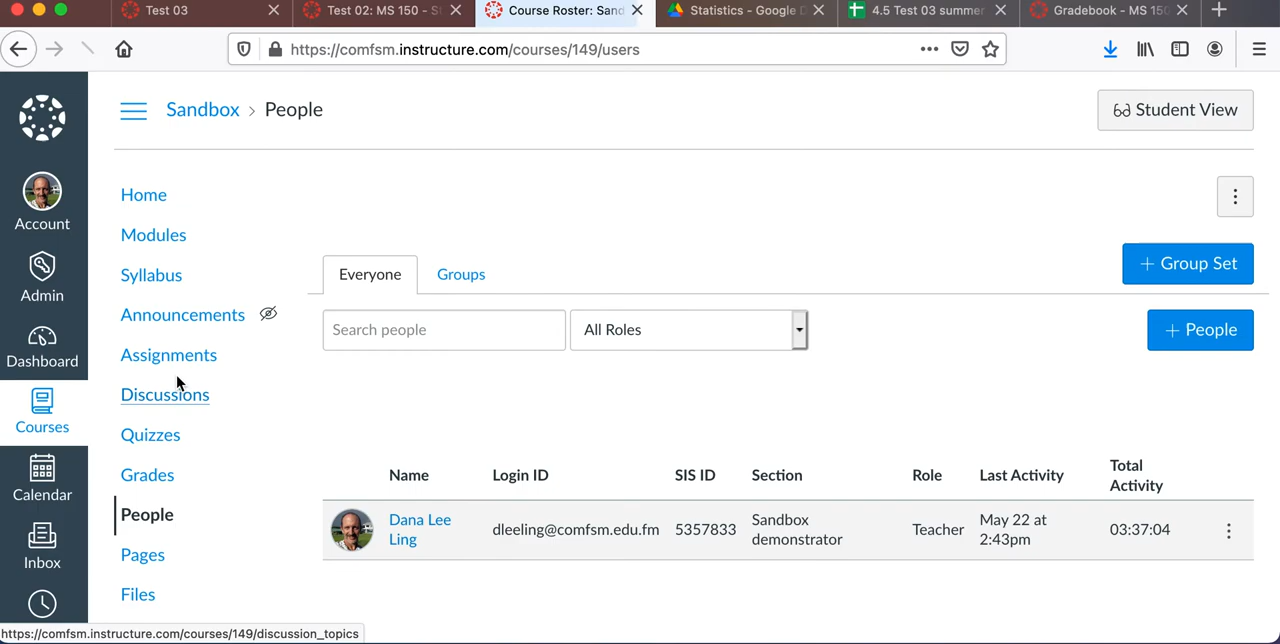 Test 03
Test 02: MS 150 - S
Course Roster: Sand
Statistics - Google D
4.5 Test 03 summer
Gradebook - MS 150
https://comfsm.instructure.com/courses/149/users
Sandbox > People
Student View
Account
Admin
Dashboard
Courses
Calendar
Inbox
Home
Modules
Syllabus
Announcements
Assignments
Discussions
Quizzes
Grades
People
Pages
Files
+ Group Set
Everyone
Groups
Search people
All Roles
+ People
Name Login ID SIS ID Section Role Last Activity Total Activity
Dana Lee Ling dleeling@comfsm.edu.fm 5357833 Sandbox demonstrator Teacher May 22 at 2:43pm 03:37:04
https://comfsm.instructure.com/courses/149/discussion_topics